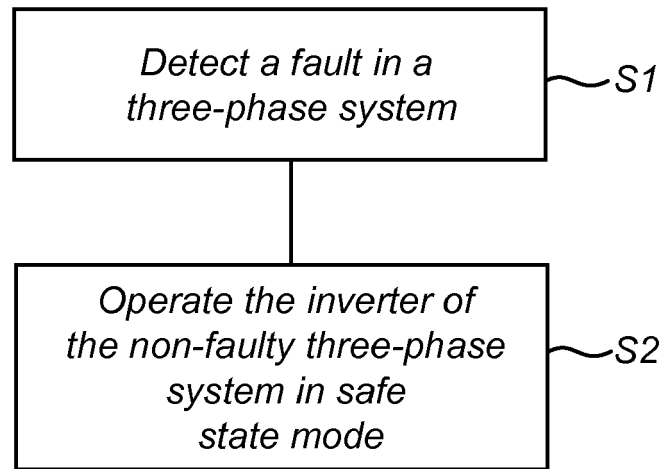 Detect a fault in a
three-phase system
S1
Operate the inverter of
the non-faulty three-phase
system in safe
state mode
S2